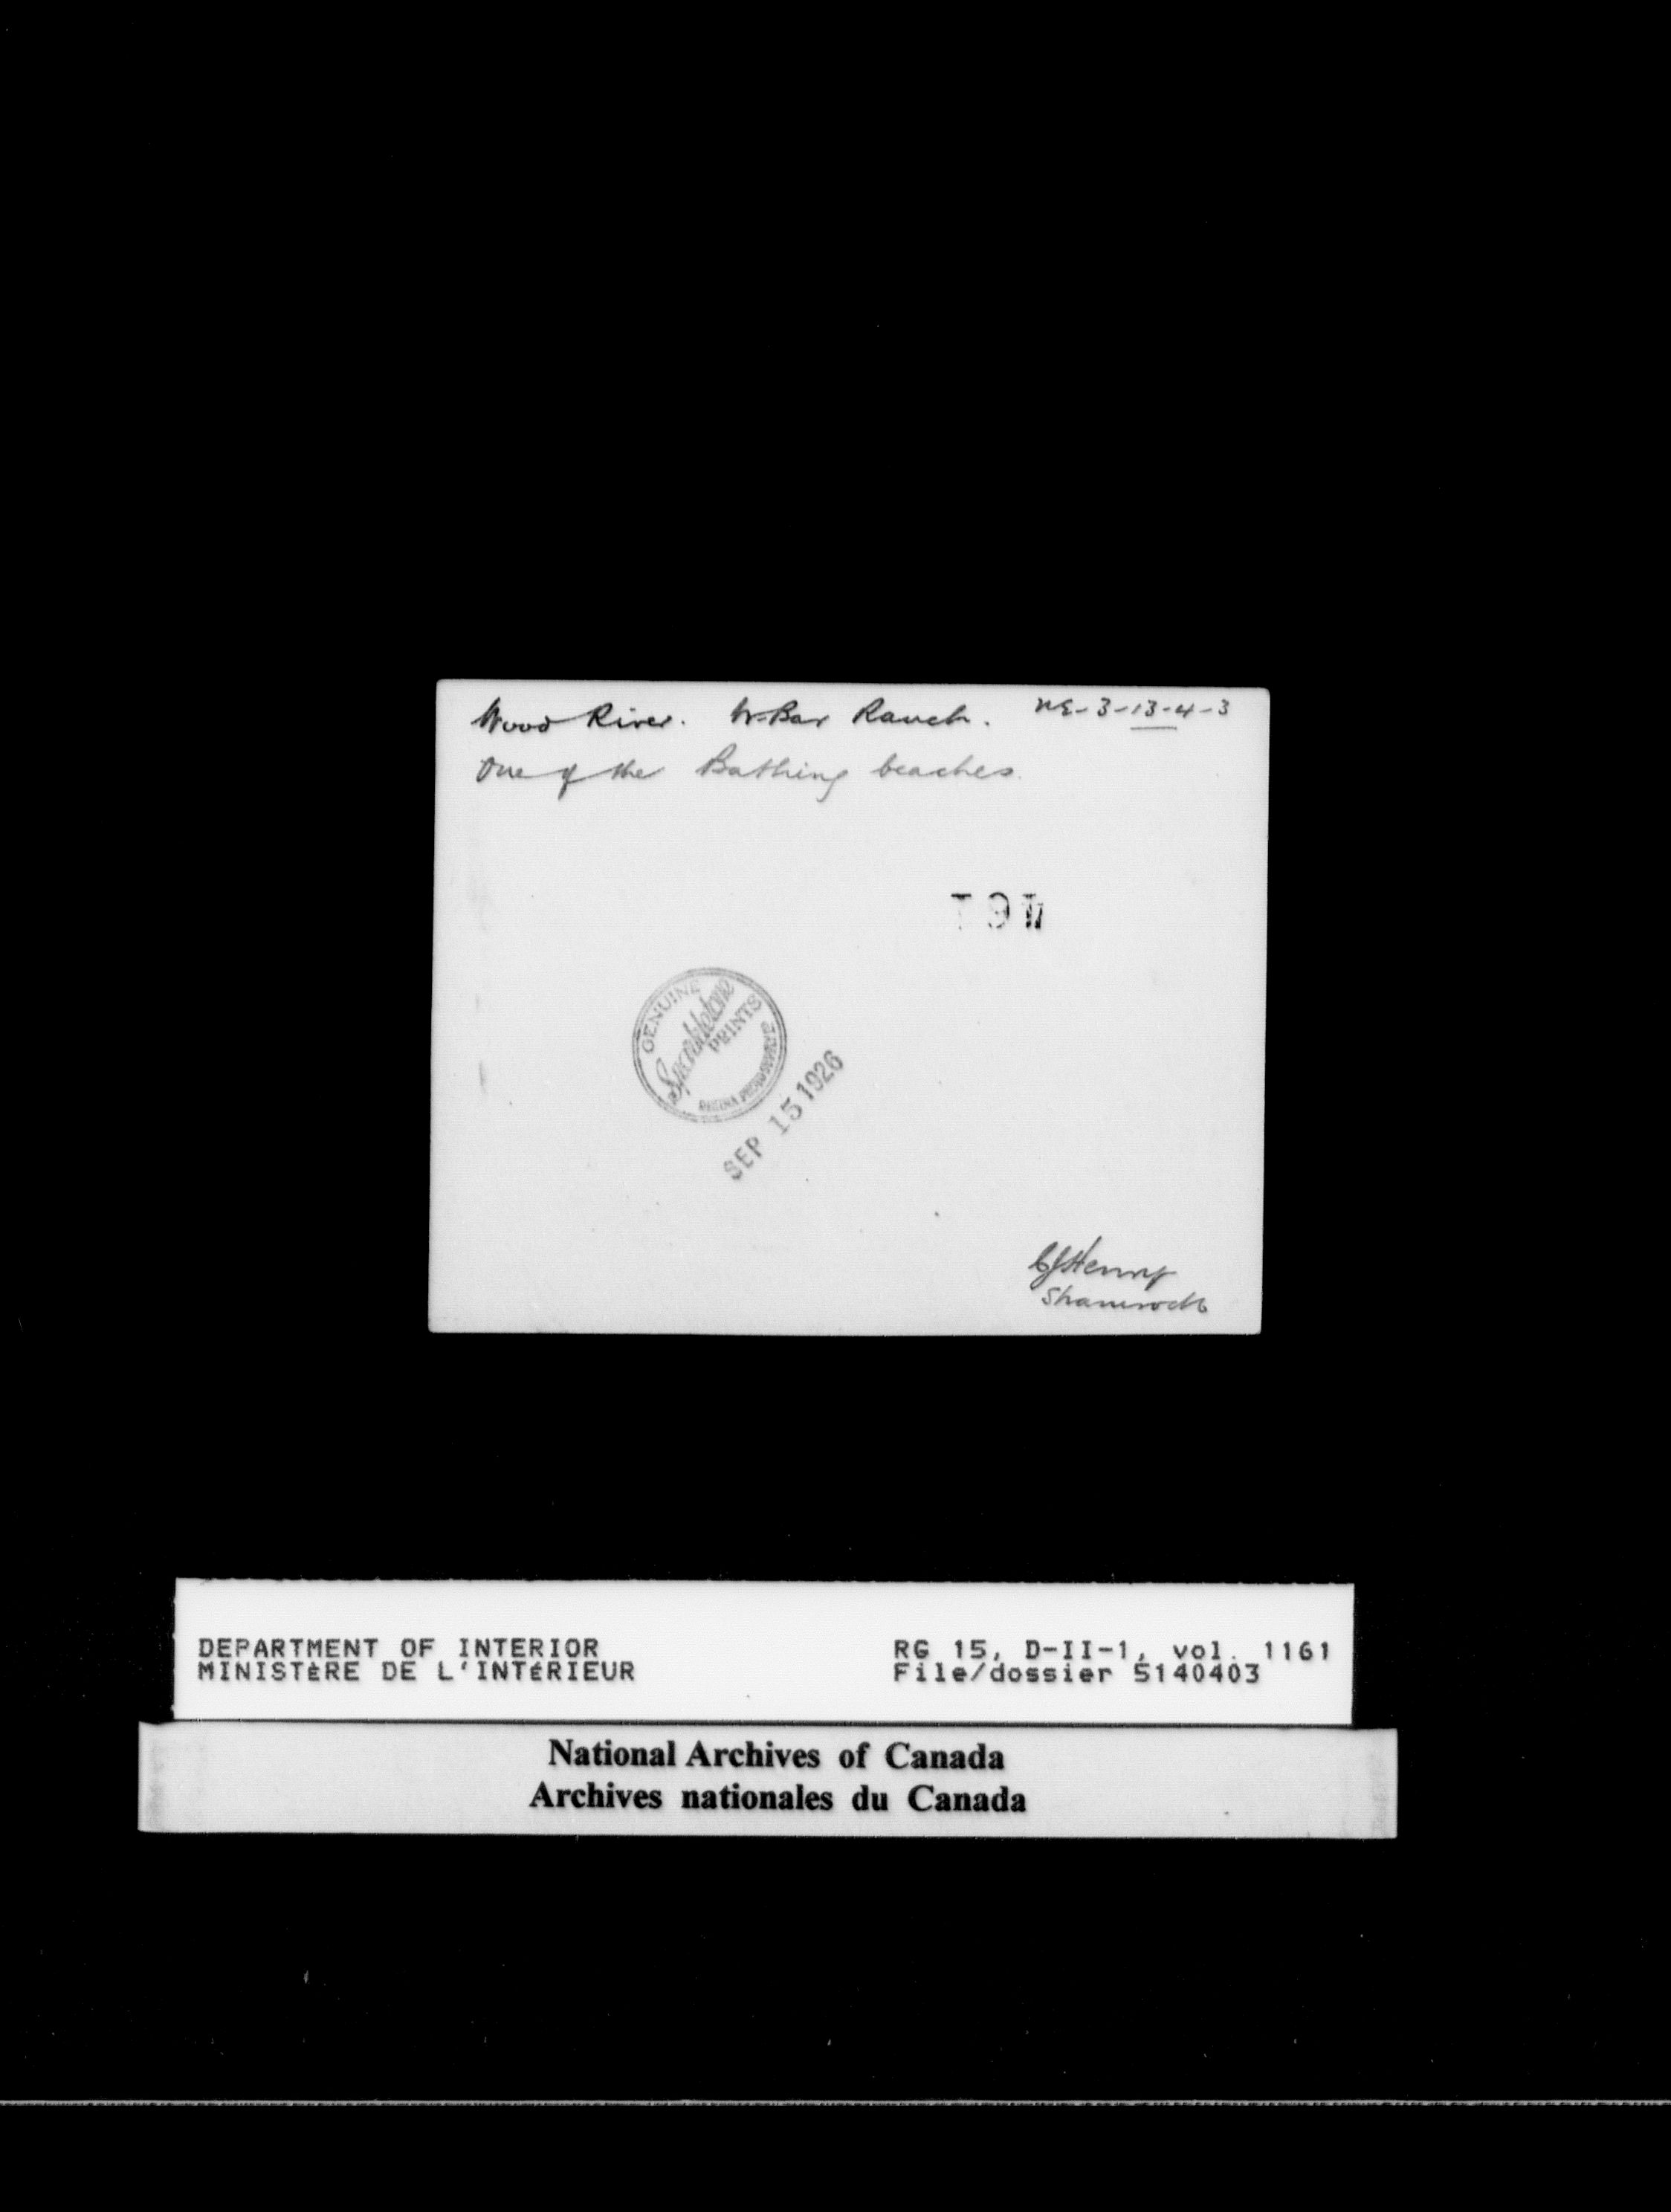 Wood River. W-Bar Ranch. NE-3-13-4-3
One of the Bathing beaches.
GENUINE
PRINTS
REGINA
SEP 15 1926
CJHenry
Shamrock
DEPARTMENT OF INTERIOR
MINISTÈRE DE L'INTÉRIEUR
RG 15, D-II-1, vol. 1161
File/dossier 5140403
National Archives of Canada
Archives nationales du Canada